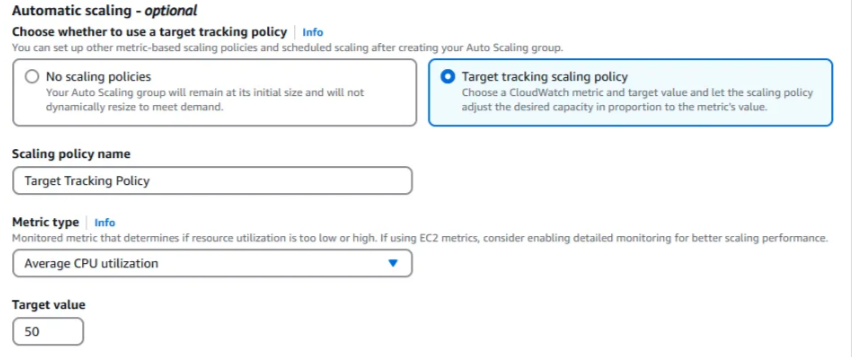 Automatic scaling - optional
Choose whether to use a target tracking policy | Info
You can set up other metric-based scaling policies and scheduled scaling after creating your Auto Scaling group.
No scaling policies
Your Auto Scaling group will remain at its initial size and will not
dynamically resize to meet demand.
Target tracking scaling policy
Choose a CloudWatch metric and target value and let the scaling policy
adjust the desired capacity in proportion to the metric's value.
Scaling policy name
Target Tracking Policy
Metric type | Info
Monitored metric that determines if resource utilization is too low or high. If using EC2 metrics, consider enabling detailed monitoring for better scaling performance.
Average CPU utilization
Target value
50